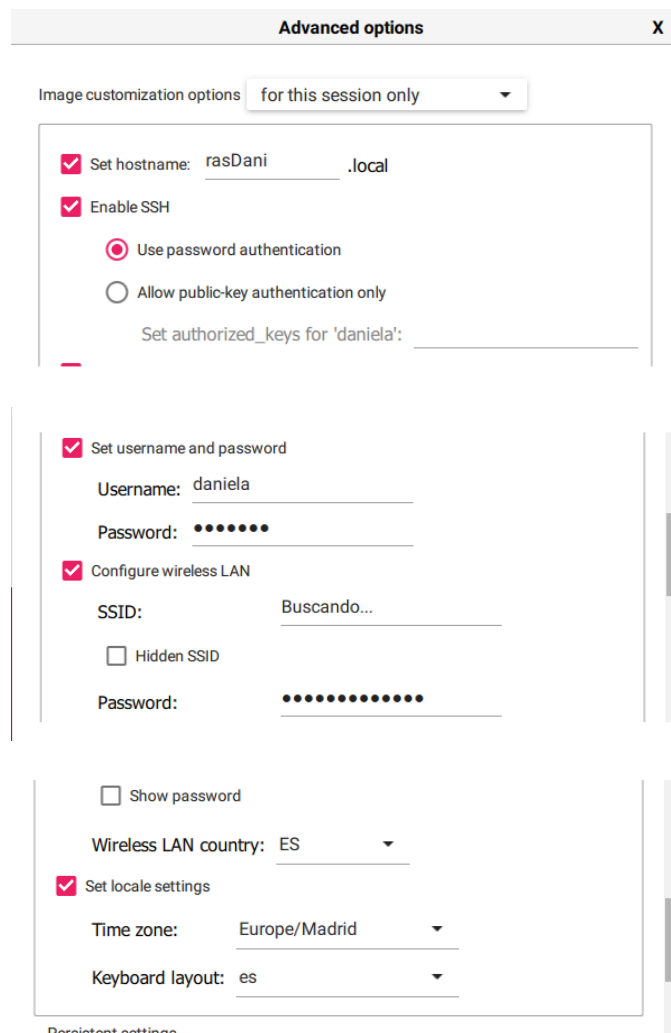 Advanced options X
Image customization options for this session only
Set hostname: rasDani .local
Enable SSH
Use password authentication
Allow public-key authentication only
Set authorized_keys for 'daniela':
Set username and password
Username: daniela
Password: •••••••
Configure wireless LAN
SSID: Buscando...
Hidden SSID
Password: •••••••••••••
Show password
Wireless LAN country: ES
Set locale settings
Time zone: Europe/Madrid
Keyboard layout: es
Persistent settings